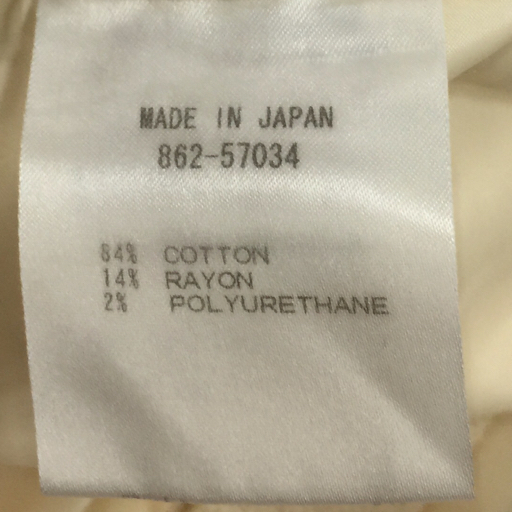 MADE IN JAPAN
862-57034
84% COTTON
14% RAYON
2% POLYURETHANE